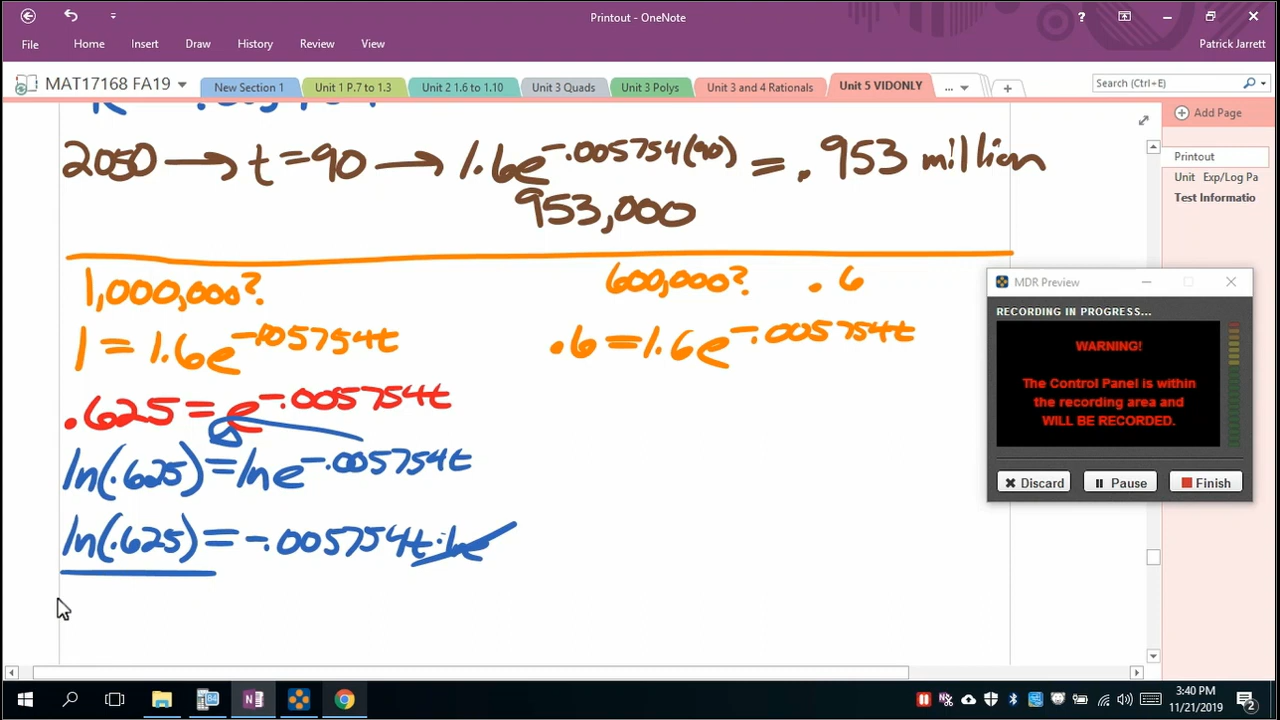 Printout - OneNote
?
File Home Insert Draw History Review View
Patrick Jarrett
MAT17168 FA19
New Section 1
Unit 1 P.7 to 1.3
Unit 2 1.6 to 1.10
Unit 3 Quads
Unit 3 Polys
Unit 3 and 4 Rationals
Unit 5 VIDONLY
...
Search (Ctrl+E)
Add Page
Printout
Unit Exp/Log Pa
Test Informatio
2050 → t = 90 → 1.6e^-.005754(90) = .953 million
953,000
1,000,000?
1 = 1.6e^-.005754t
.625 = e^-.005754t
ln(.625) = ln e^-.005754t
ln(.625) = -.005754t · ln e
600,000? .6
.6 = 1.6e^-.005754t
MDR Preview
RECORDING IN PROGRESS...
WARNING!
The Control Panel is within
the recording area and
WILL BE RECORDED.
Discard Pause Finish
3:40 PM
11/21/2019
2